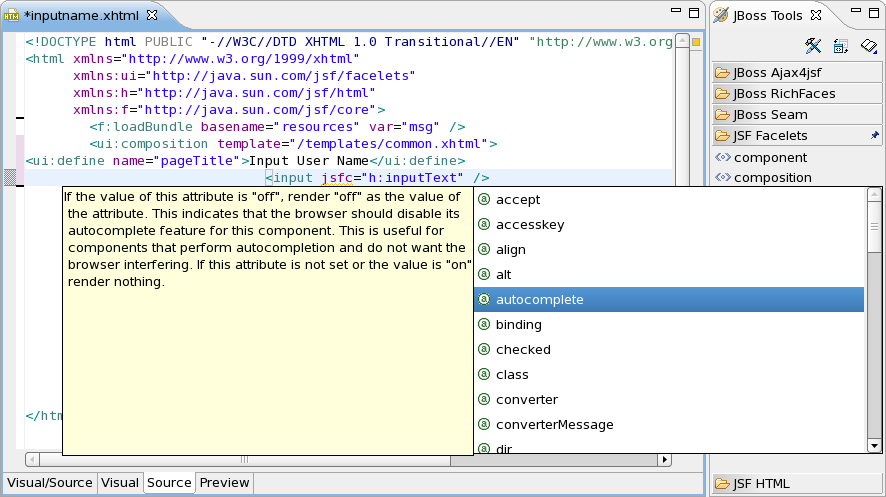 *inputname.xhtml
<!DOCTYPE html PUBLIC "-//W3C//DTD XHTML 1.0 Transitional//EN" "http://www.w3.org
<html xmlns="http://www.w3.org/1999/xhtml"
xmlns:ui="http://java.sun.com/jsf/facelets"
xmlns:h="http://java.sun.com/jsf/html"
xmlns:f="http://java.sun.com/jsf/core">
<f:loadBundle basename="resources" var="msg" />
<ui:composition template="/templates/common.xhtml">
<ui:define name="pageTitle">Input User Name</ui:define>
<input jsfc="h:inputText" />
If the value of this attribute is "off", render "off" as the value of
the attribute. This indicates that the browser should disable its
autocomplete feature for this component. This is useful for
components that perform autocompletion and do not want the
browser interfering. If this attribute is not set or the value is "on"
render nothing.
accept
accesskey
align
alt
autocomplete
binding
checked
class
converter
converterMessage
dir
</htm
Visual/Source
Visual
Source
Preview
JBoss Tools
JBoss Ajax4jsf
JBoss RichFaces
JBoss Seam
JSF Facelets
component
composition
JSF HTML